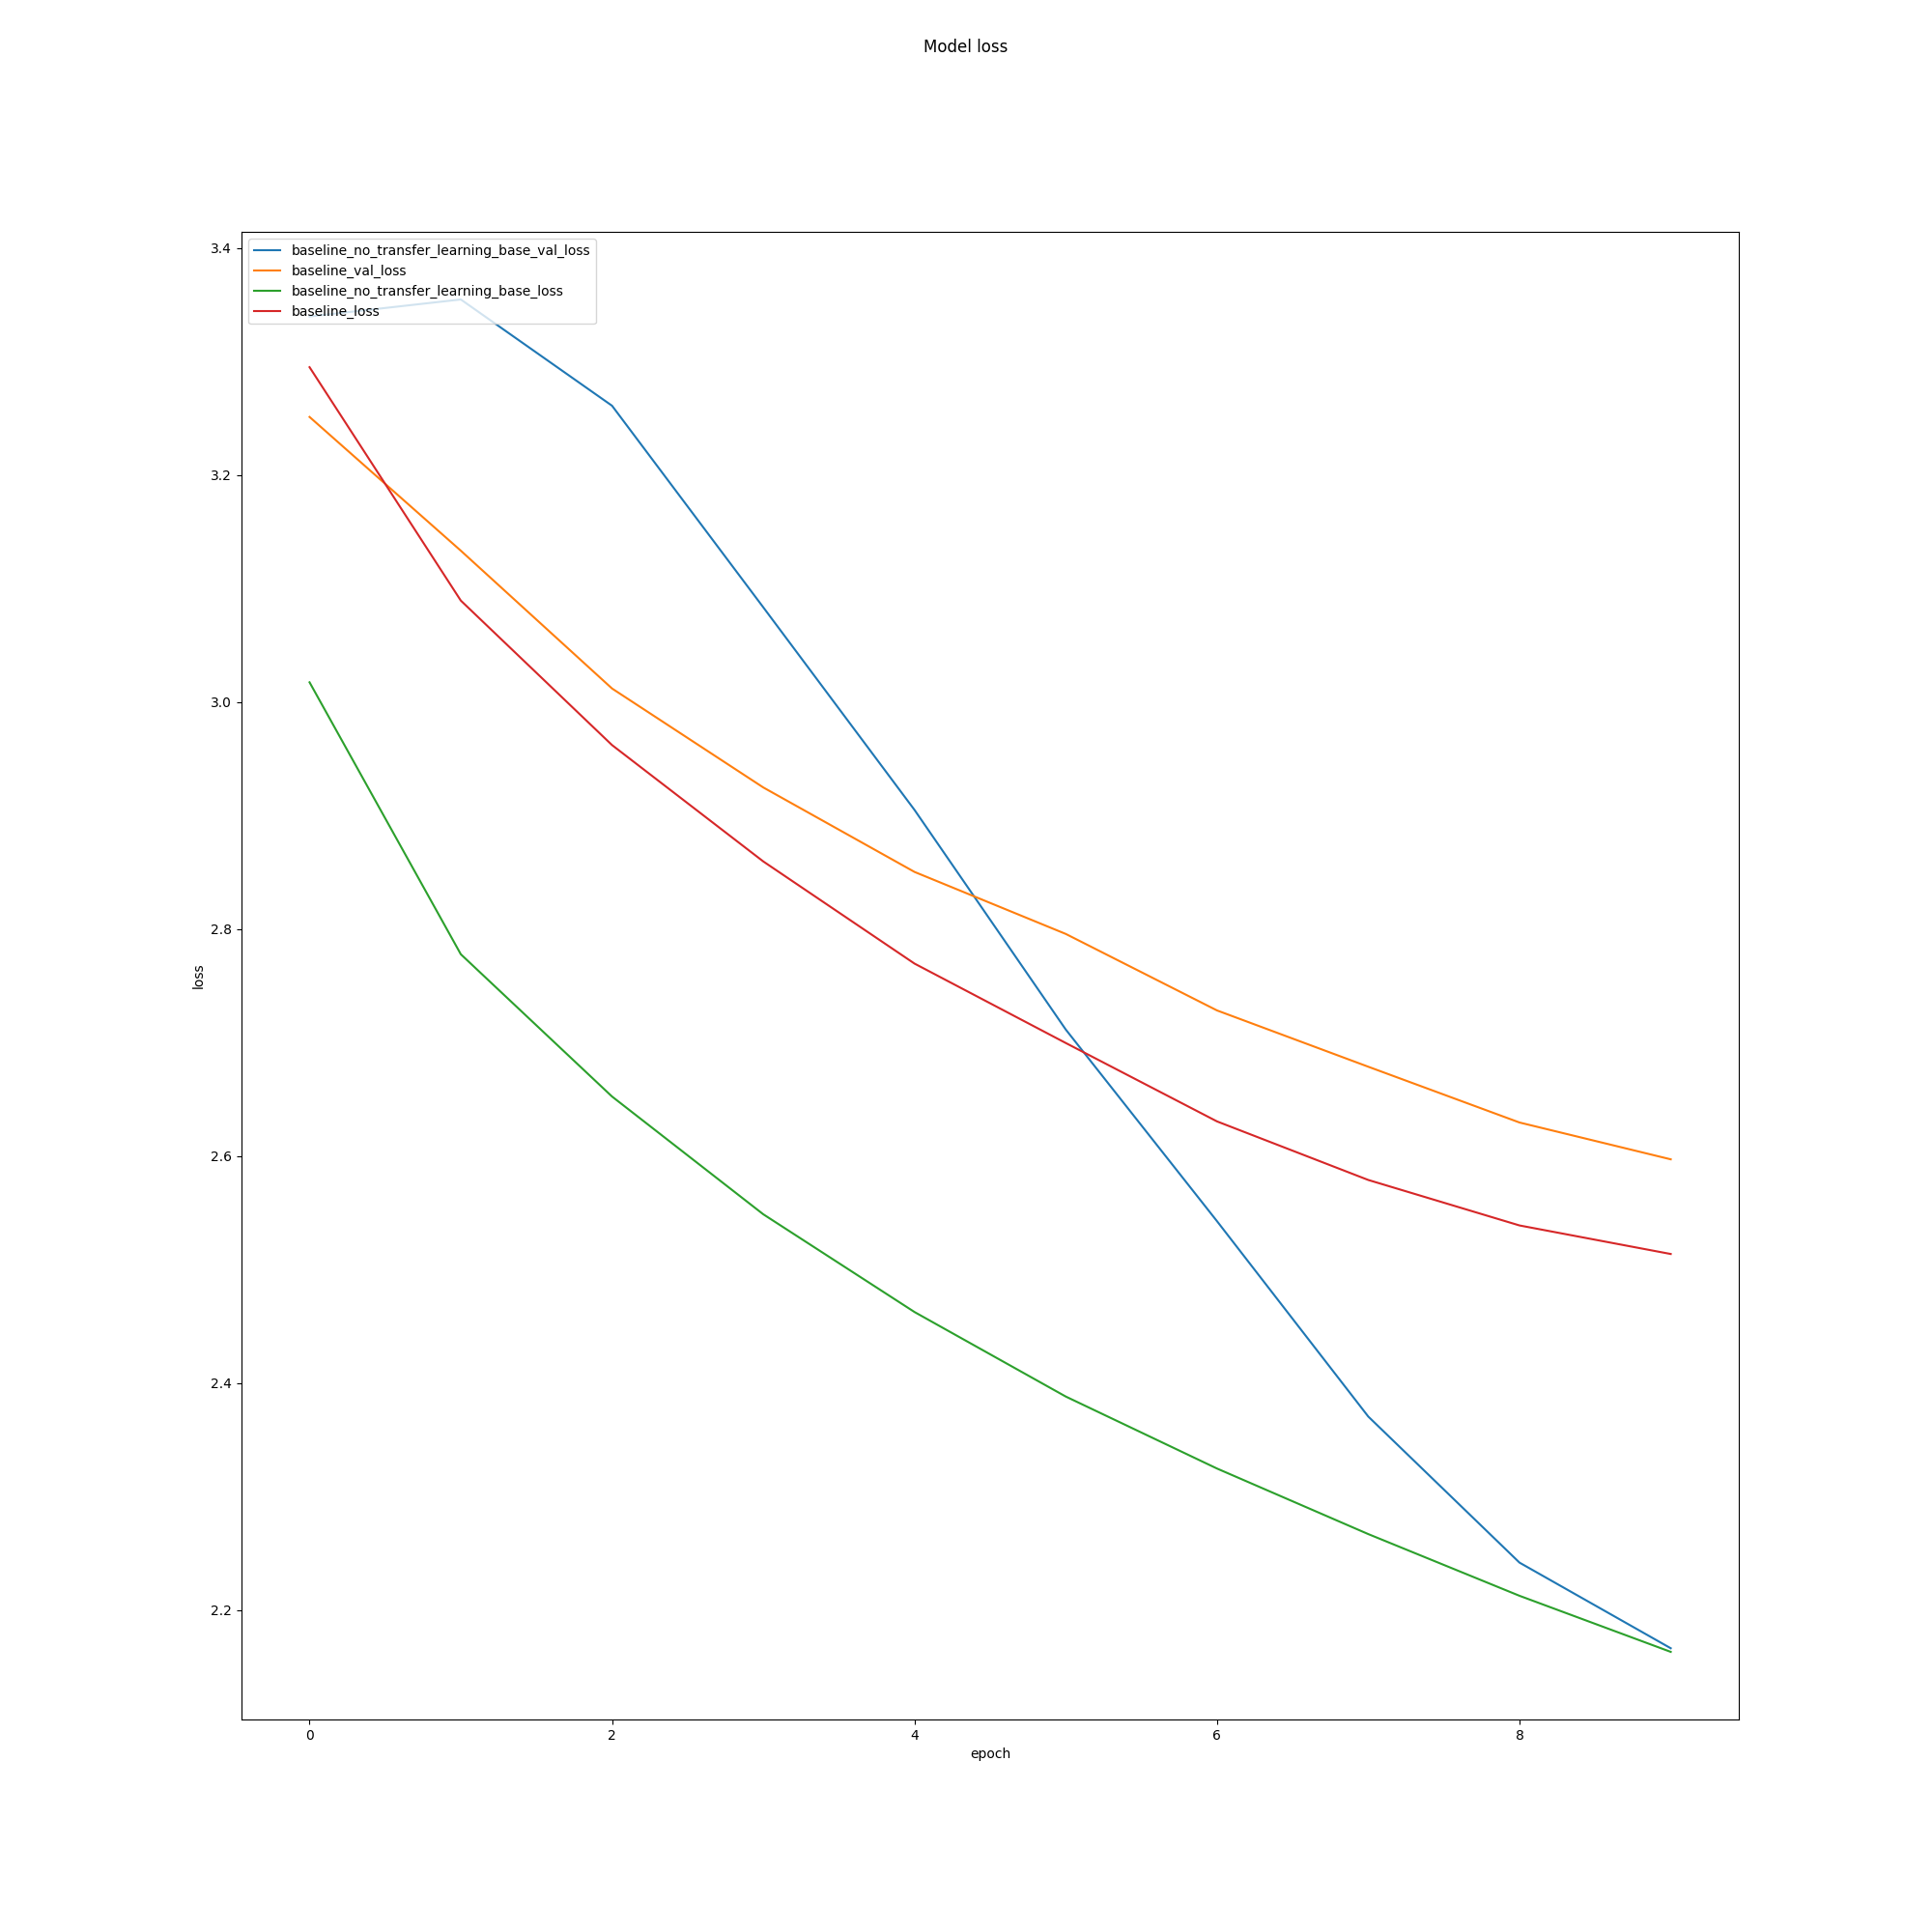 Model loss
baseline_no_transfer_learning_base_val_loss
baseline_val_loss
baseline_no_transfer_learning_base_loss
baseline_loss
3.4
3.2
3.0
2.8
2.6
2.4
2.2
loss
0 2 4 6 8
epoch